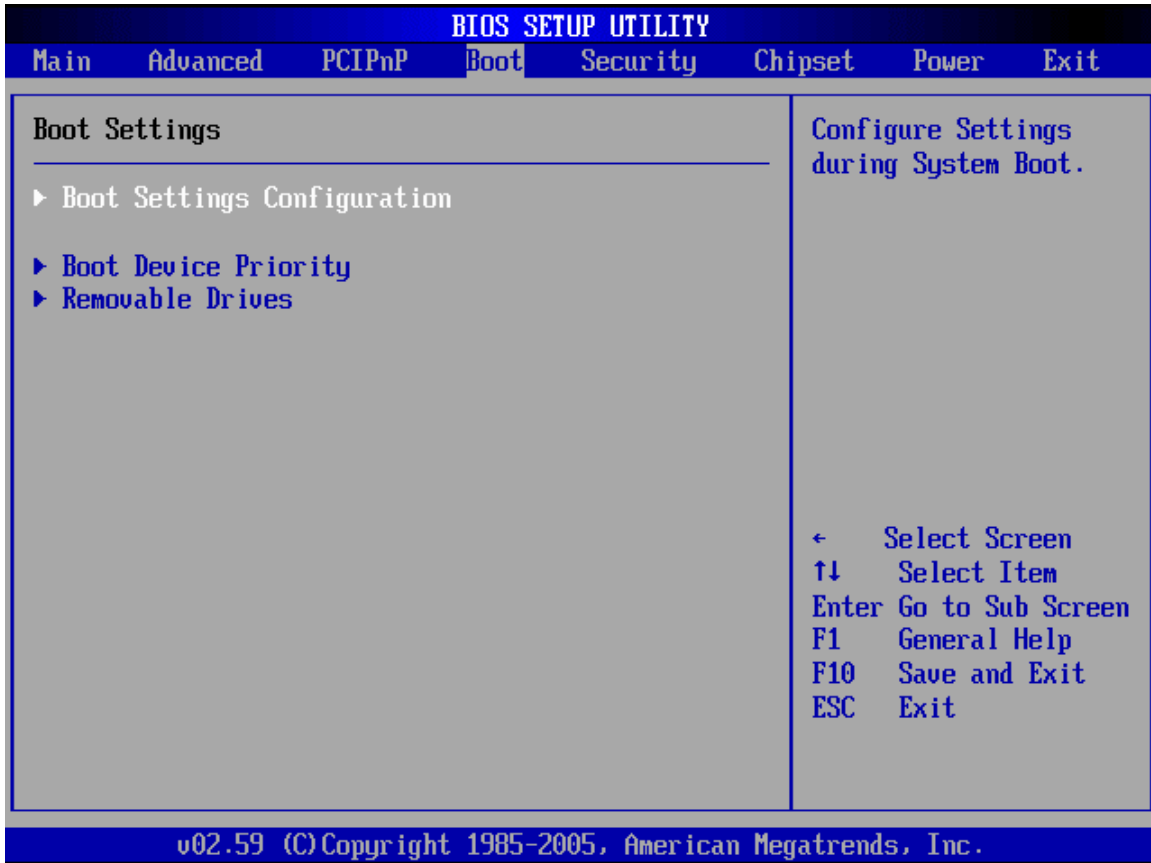 BIOS SETUP UTILITY
Main Advanced PCIPnP Boot Security Chipset Power Exit
Boot Settings
▶ Boot Settings Configuration
▶ Boot Device Priority
▶ Removable Drives
Configure Settings
during System Boot.
← Select Screen
↑↓ Select Item
Enter Go to Sub Screen
F1 General Help
F10 Save and Exit
ESC Exit
v02.59 (C)Copyright 1985-2005, American Megatrends, Inc.